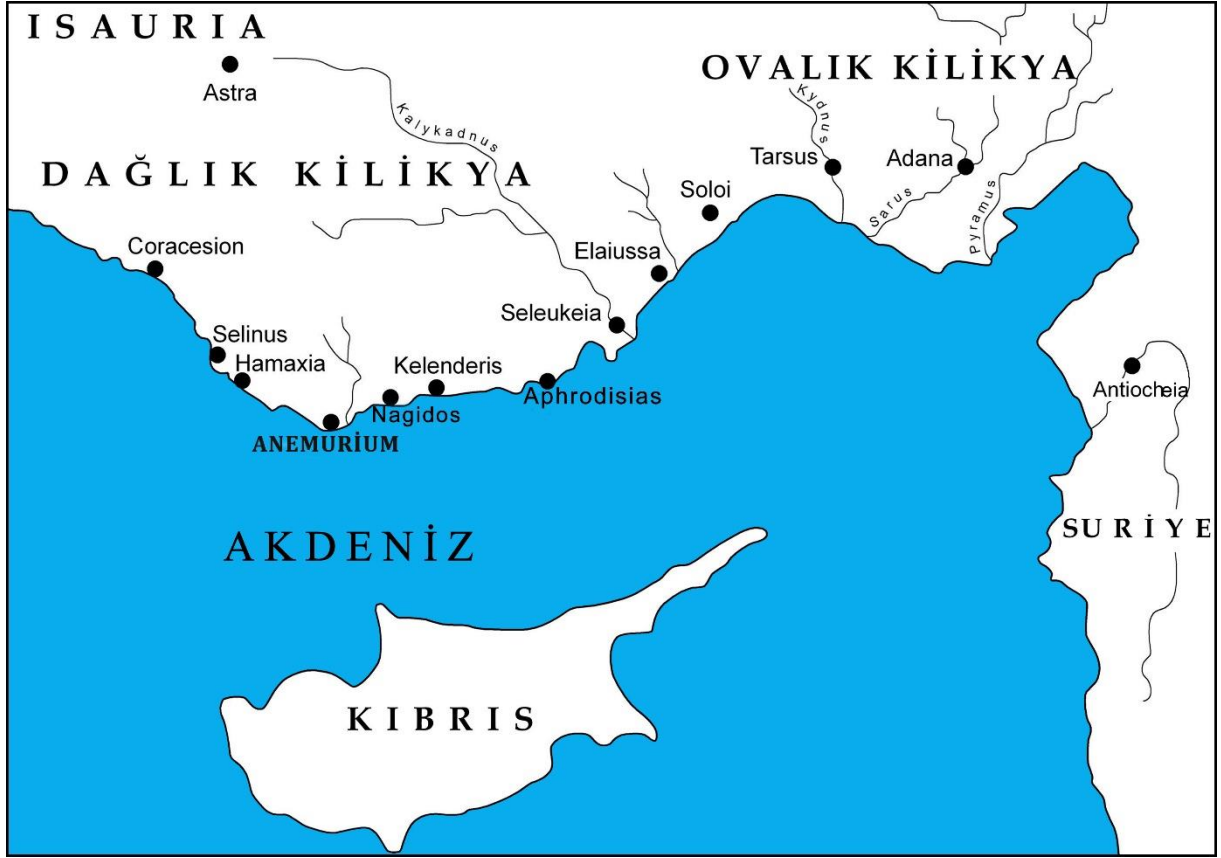 ISAURIA
Astra
Kalykadnus
OVALIK KİLİKYA
Kydnus
DAĞLIK KİLİKYA
Tarsus
Adana
Soloi
Sarus
Pyramus
Coracesion
Elaiussa
Seleukeia
Selinus
Hamaxia
Kelenderis
Nagidos
Aphrodisias
Antiocheia
ANEMURİUM
AKDENİZ
SURİYE
KIBRIS